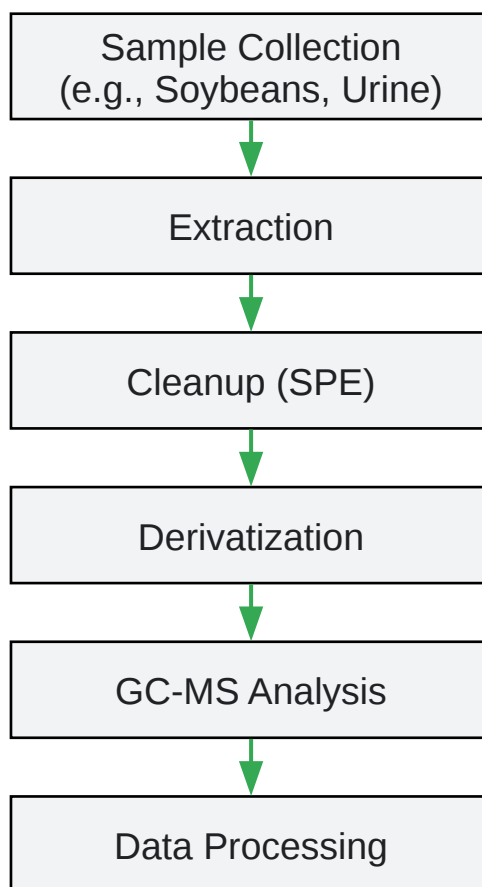 Sample Collection
(e.g., Soybeans, Urine)
Extraction
Cleanup (SPE)
Derivatization
GC-MS Analysis
Data Processing